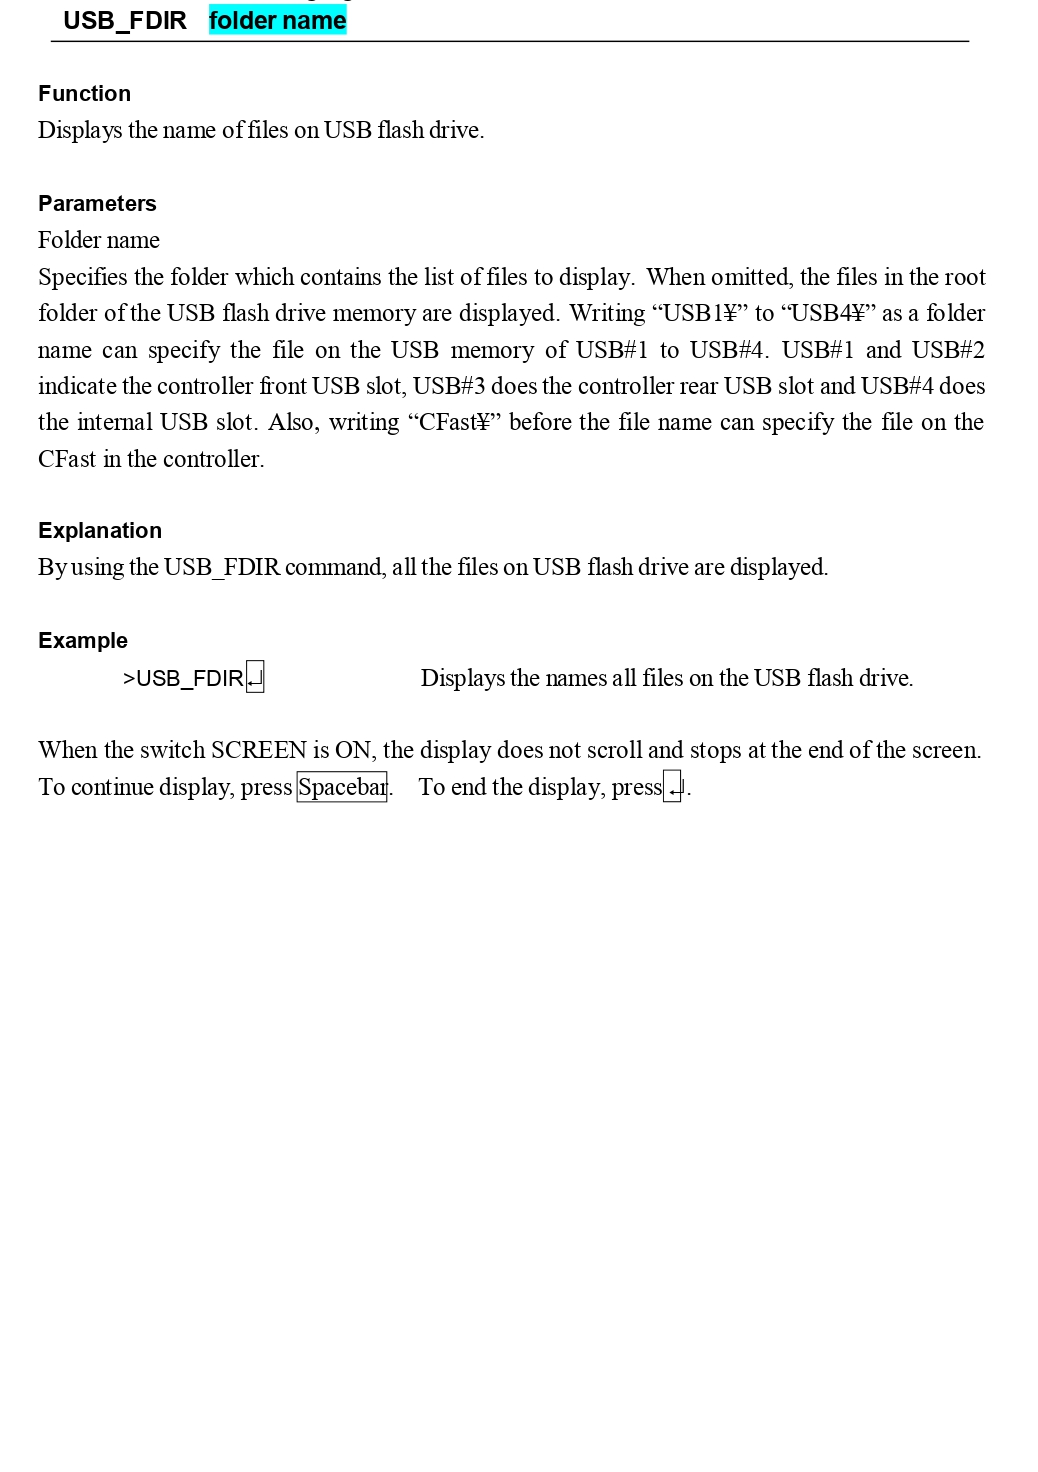 USB_FDIR folder name
Function
Displays the name of files on USB flash drive.
Parameters
Folder name
Specifies the folder which contains the list of files to display. When omitted, the files in the root
folder of the USB flash drive memory are displayed. Writing “USB1¥” to “USB4¥” as a folder
name can specify the file on the USB memory of USB#1 to USB#4. USB#1 and USB#2
indicate the controller front USB slot, USB#3 does the controller rear USB slot and USB#4 does
the internal USB slot. Also, writing “CFast¥” before the file name can specify the file on the
CFast in the controller.
Explanation
By using the USB_FDIR command, all the files on USB flash drive are displayed.
Example
>USB_FDIR↵ Displays the names all files on the USB flash drive.
When the switch SCREEN is ON, the display does not scroll and stops at the end of the screen.
To continue display, press Spacebar. To end the display, press ↵.